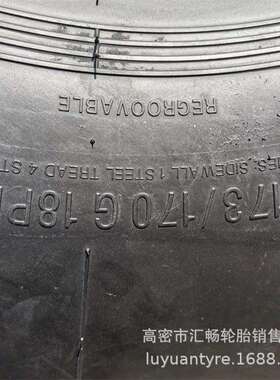 REGROOVABLE
ES: SIDEWALL 1 STEEL TREAD 4 ST
173/170 G 18P
高密市汇畅轮胎销售
luyuantyre.1688.